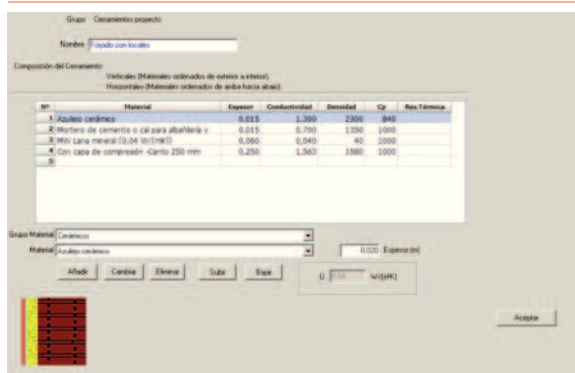 Grupo Cerramientos proyecto
Nombre Forjado con locales
Composición del Cerramiento:
Verticales (Materiales ordenados de exterior a interior).
Horizontales (Materiales ordenados de arriba hacia abajo).
Nº Material Espesor Conductividad Densidad Cp Res.Térmica
1 Azulejo cerámico 0.015 1,300 2300 840
2 Mortero de cemento o cal para albañilería y 0.015 0,700 1350 1000
3 MW Lana mineral [0.04 W/[mK]] 0.060 0,040 40 1000
4 Con capa de compresión -Canto 250 mm 0.250 1,563 1580 1000
5
Grupo Material Cerámicos
Material Azulejo cerámico 0.020 Espesor (m)
Añadir Cambiar Eliminar Sube Baja U W/(m²K)
Aceptar